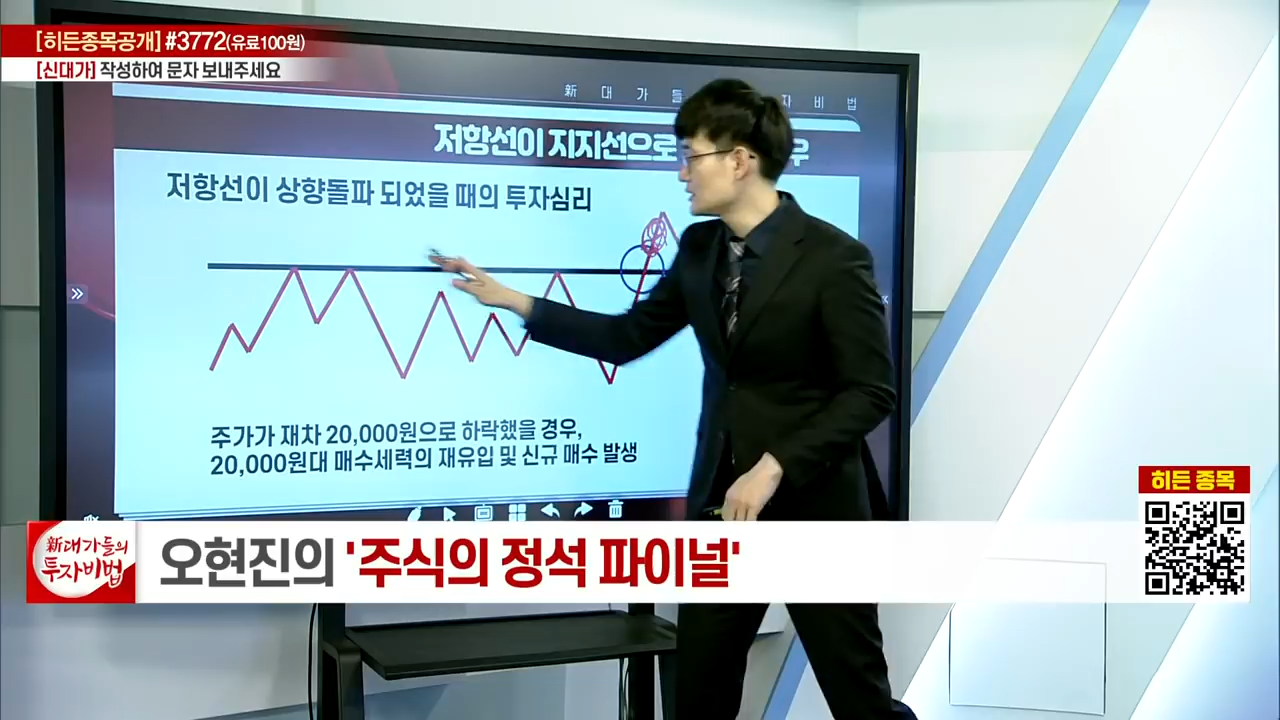 [히든종목공개] #3772(유료100원)
[신대가] 작성하여 문자 보내주세요
新 대 가 들 자 비 법
저항선이 지지선으로 우
저항선이 상향돌파 되었을 때의 투자심리
주가가 재차 20,000원으로 하락했을 경우,
20,000원대 매수세력의 재유입 및 신규 매수 발생
히든 종목
新대가들의
투자비법
오현진의 '주식의 정석 파이널'